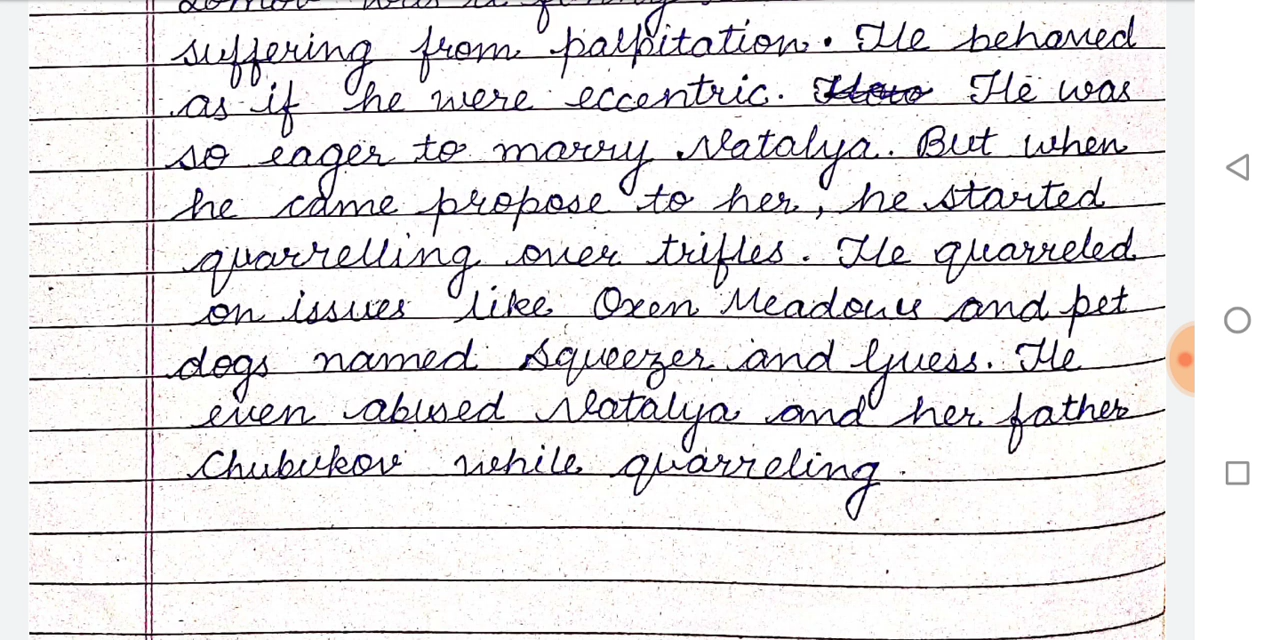 suffering from palpitation. He behaved
as if he were eccentric. He was
so eager to marry Natalya. But when
he came propose to her, he started
quarrelling over trifles. He quarreled
on issues like Oxen Meadows and pet
dogs named Squeezer and Guess. He
even abused Natalya and her father
Chubukov while quarreling.